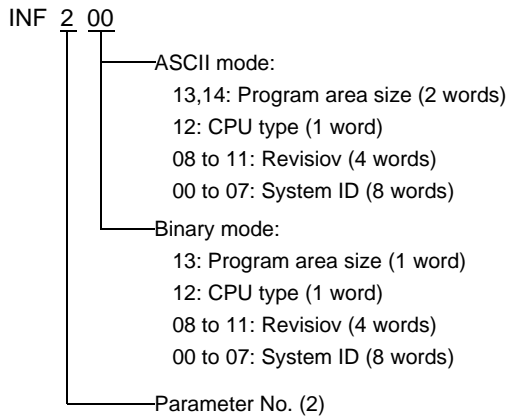 INF 2 00
ASCII mode:
13,14: Program area size (2 words)
12: CPU type (1 word)
08 to 11: Revisiov (4 words)
00 to 07: System ID (8 words)
Binary mode:
13: Program area size (1 word)
12: CPU type (1 word)
08 to 11: Revisiov (4 words)
00 to 07: System ID (8 words)
Parameter No. (2)